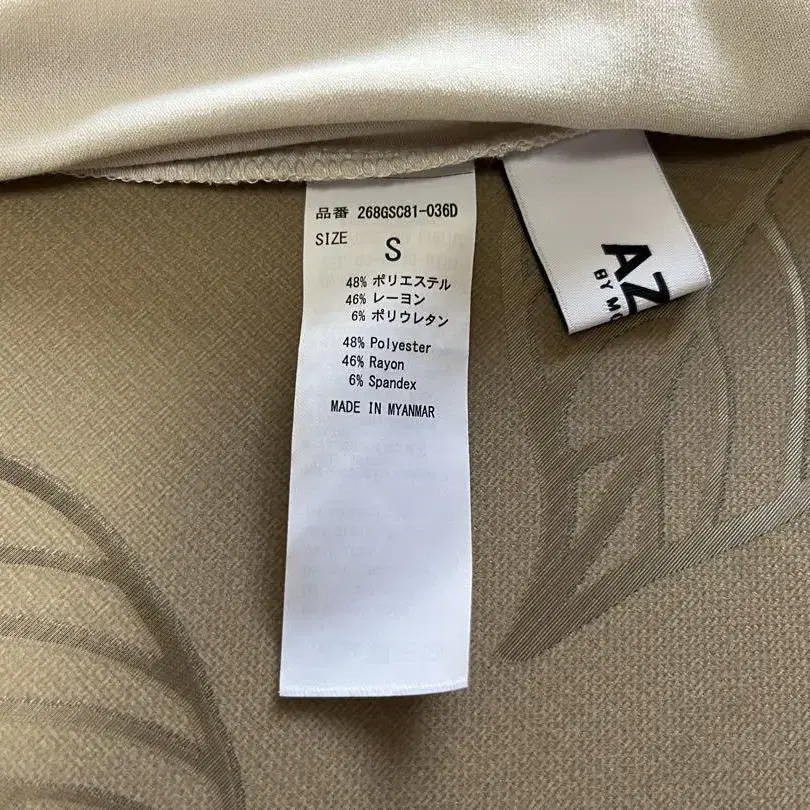 品番 268GSC81-036D
SIZE S
48% ポリエステル
46% レーヨン
6% ポリウレタン
48% Polyester
46% Rayon
6% Spandex
MADE IN MYANMAR
AZ
BY MO